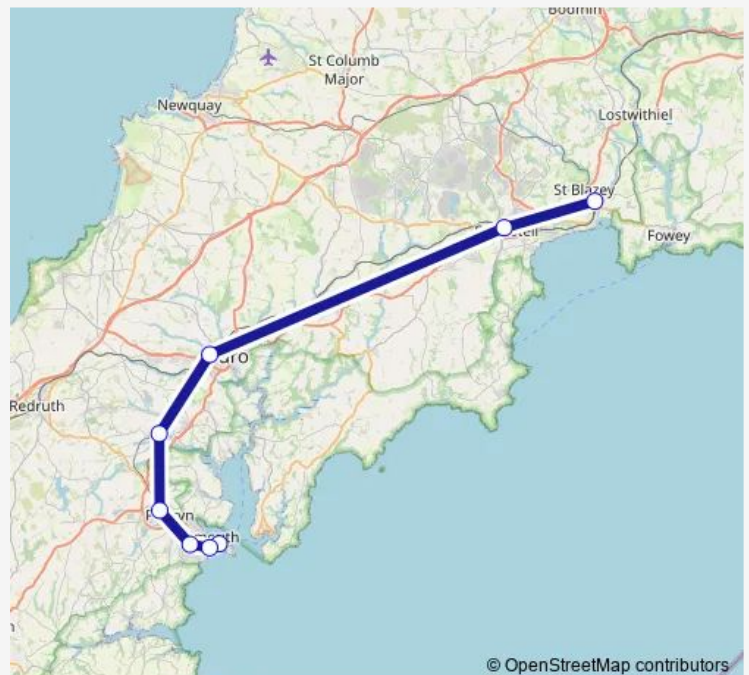 Bodmin
St Columb
Major
Newquay
Lostwithiel
St Blazey
Fowey
Redruth
© OpenStreetMap contributors